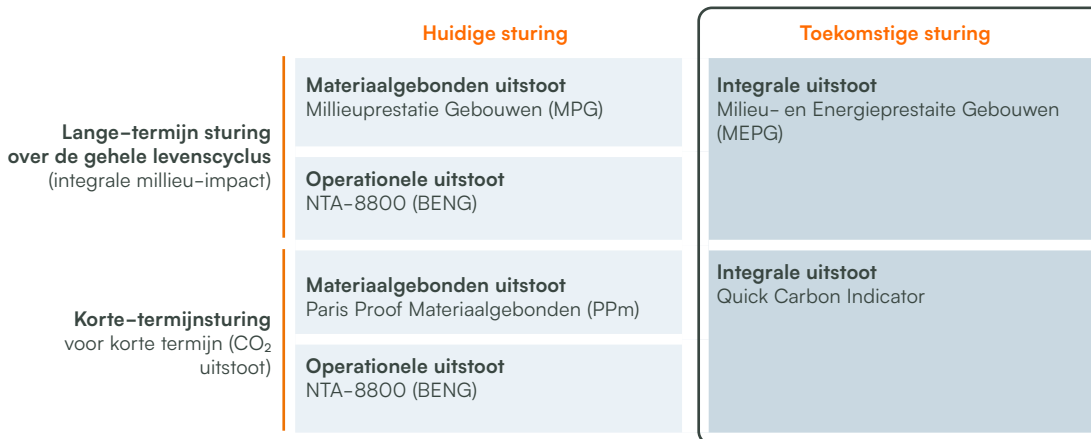 Huidige sturing
Toekomstige sturing
Lange-termijn sturing
over de gehele levenscyclus
(integrale millieu-impact)
Materiaalgebonden uitstoot
Millieuprestatie Gebouwen (MPG)
Operationele uitstoot
NTA-8800 (BENG)
Integrale uitstoot
Milieu- en Energieprestaite Gebouwen
(MEPG)
Korte-termijnsturing
voor korte termijn (CO₂
uitstoot)
Materiaalgebonden uitstoot
Paris Proof Materiaalgebonden (PPm)
Operationele uitstoot
NTA-8800 (BENG)
Integrale uitstoot
Quick Carbon Indicator